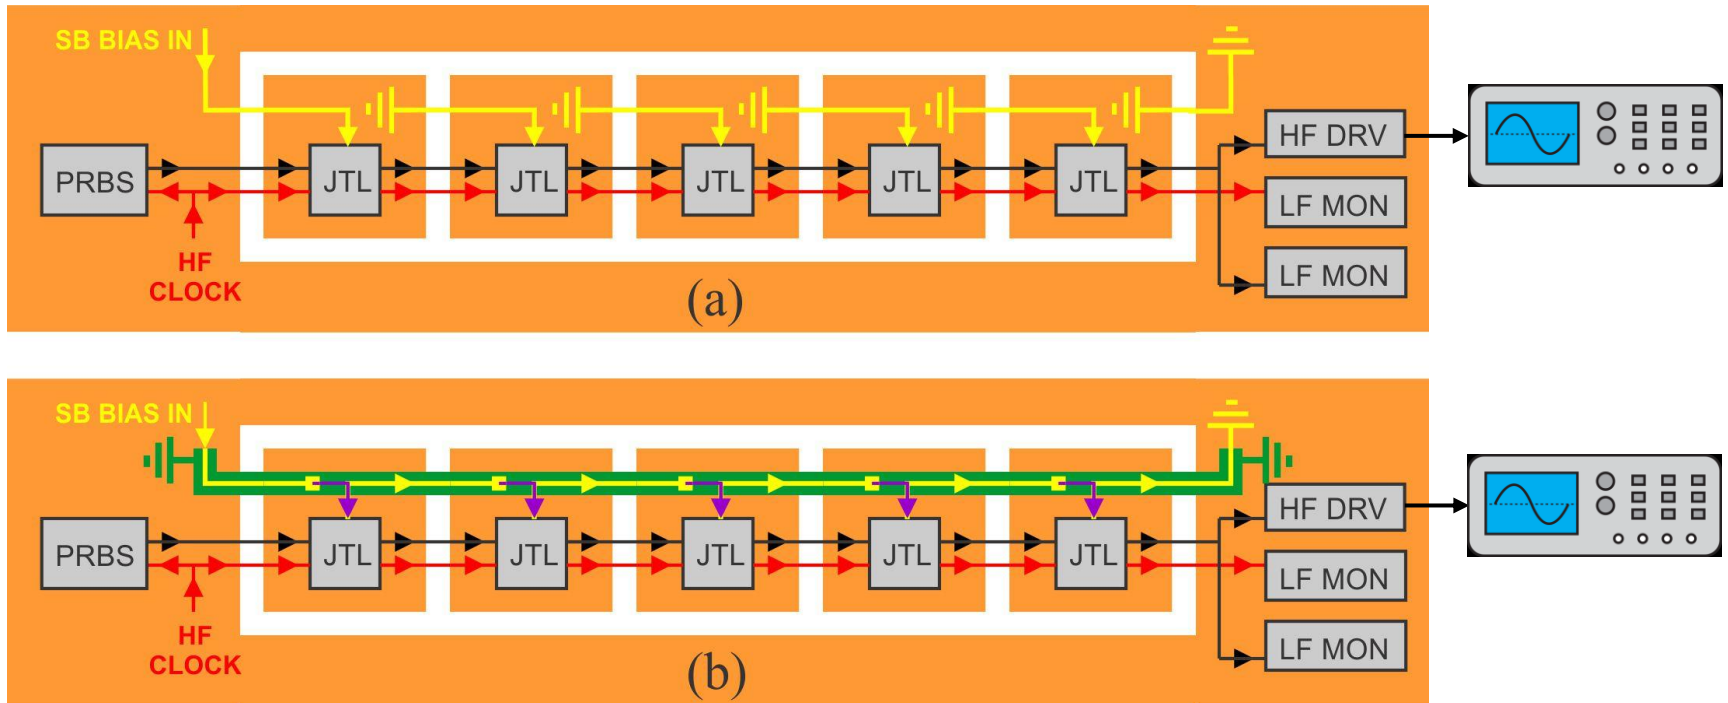 SB BIAS IN
PRBS
JTL
JTL
JTL
JTL
JTL
HF DRV
LF MON
LF MON
HF
CLOCK
(a)
SB BIAS IN
PRBS
JTL
JTL
JTL
JTL
JTL
HF DRV
LF MON
LF MON
HF
CLOCK
(b)